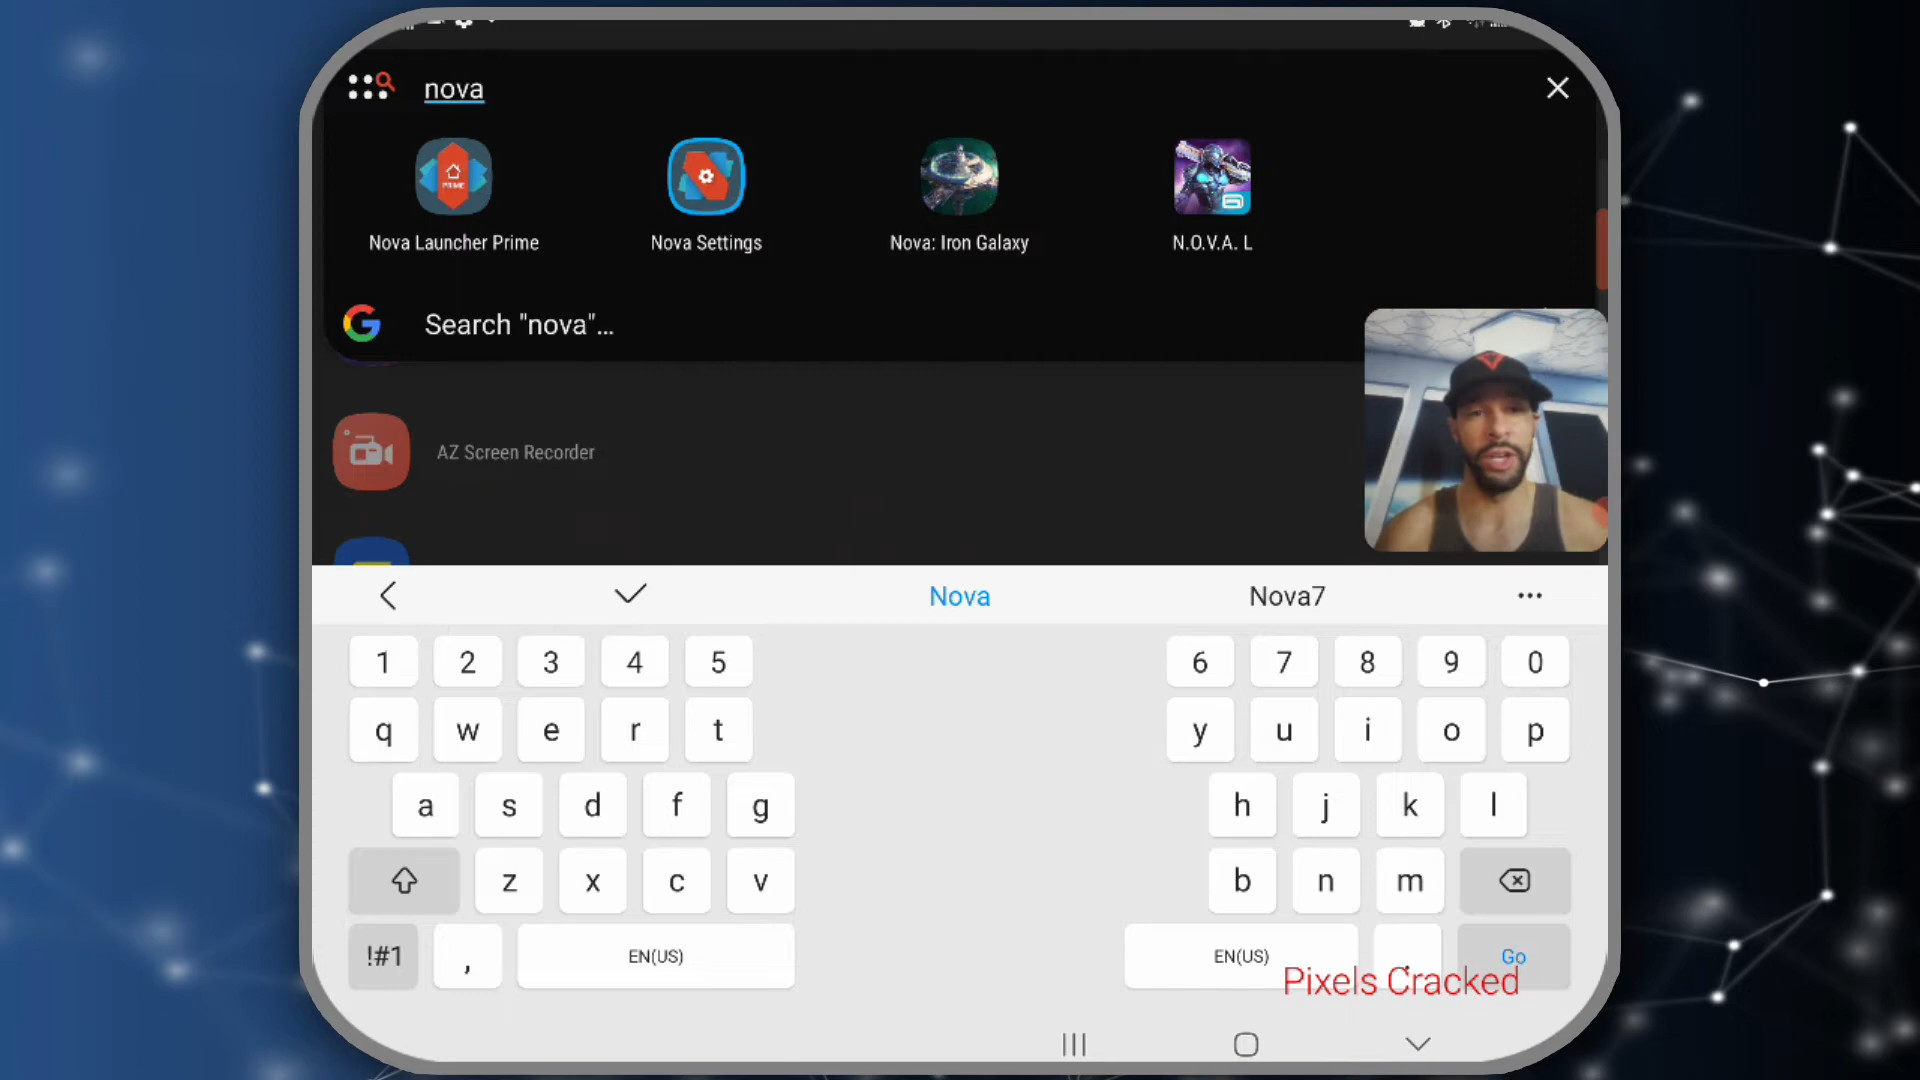 nova
PRIME
Nova Launcher Prime
Nova Settings
Nova: Iron Galaxy
N.O.V.A. L
G Search "nova"...
AZ Screen Recorder
Nova
Nova7
...
1 2 3 4 5 6 7 8 9 0
q w e r t y u i o p
a s d f g h j k l
z x c v b n m
!#1 , EN(US) EN(US) . Go
Pixels Cracked